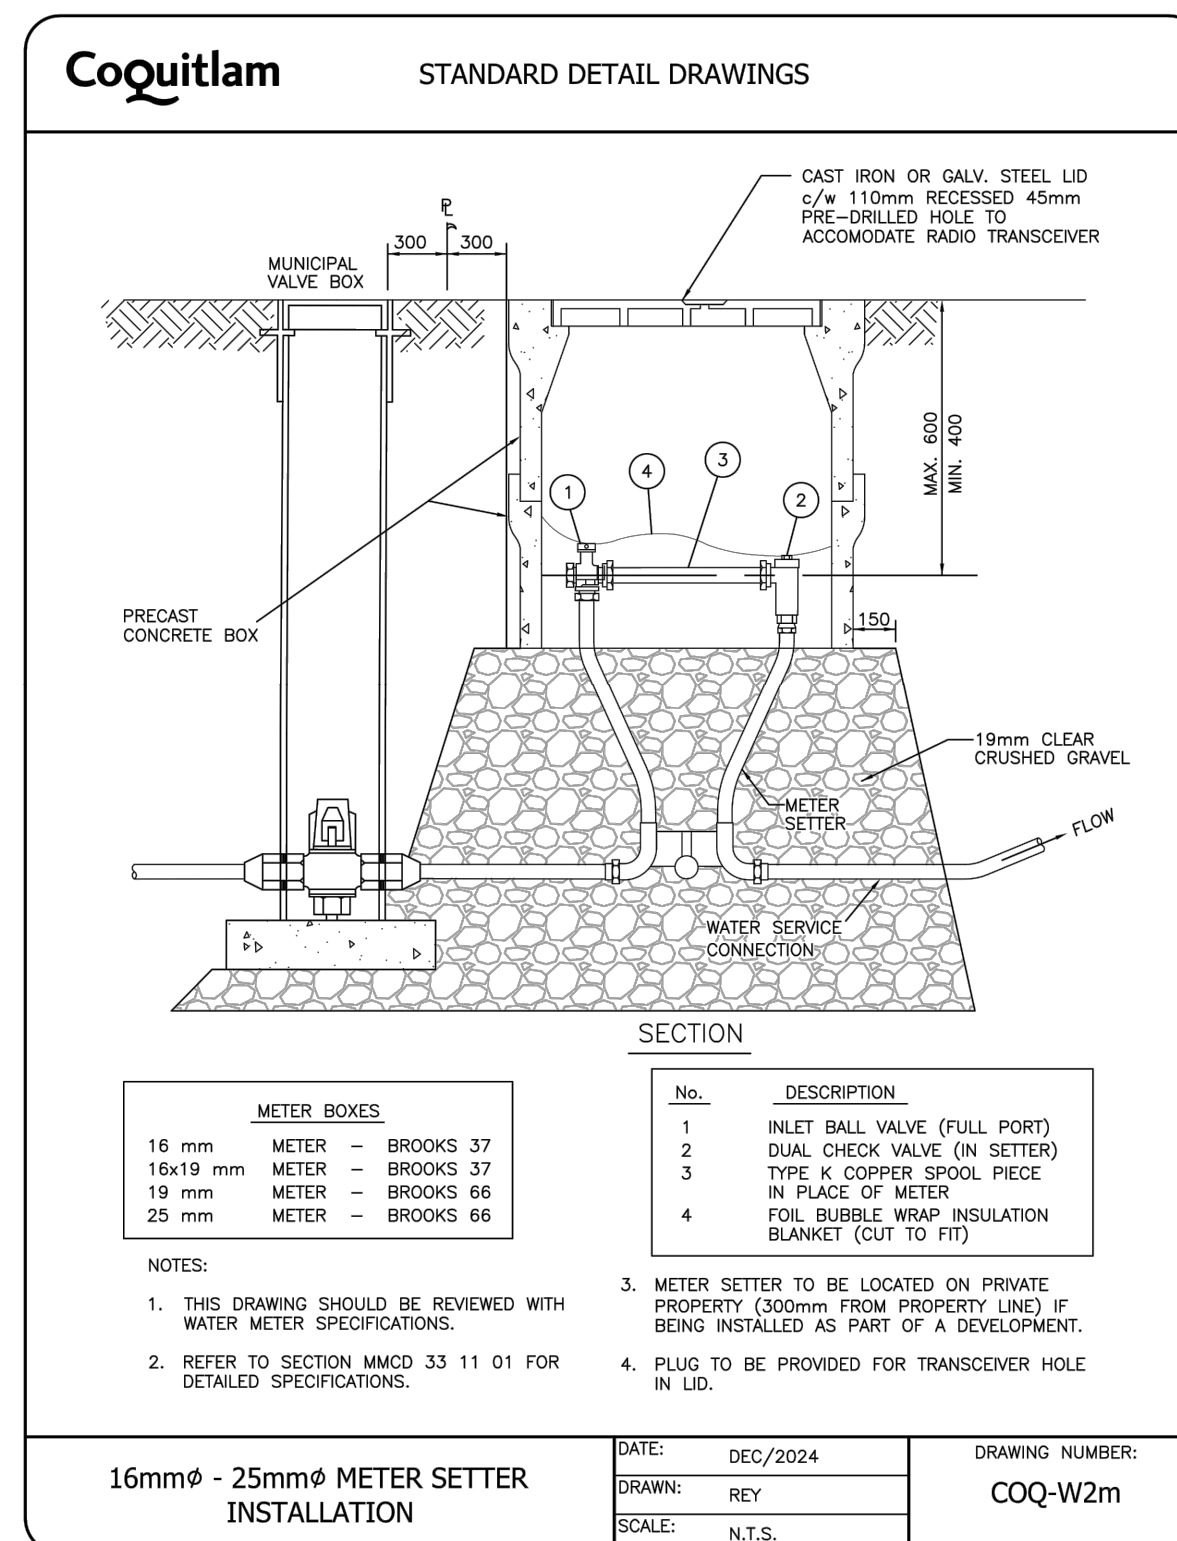 Coquitlam
STANDARD DETAIL DRAWINGS
CAST IRON OR GALV. STEEL LID
c/w 110mm RECESSED 45mm
PRE-DRILLED HOLE TO
ACCOMODATE RADIO TRANSCEIVER
PL
300
300
MUNICIPAL
VALVE BOX
MAX. 600
MIN. 400
1
4
3
2
PRECAST
CONCRETE BOX
150
19mm CLEAR
CRUSHED GRAVEL
METER
SETTER
FLOW
WATER SERVICE
CONNECTION
SECTION
METER BOXES
16 mm METER - BROOKS 37
16x19 mm METER - BROOKS 37
19 mm METER - BROOKS 66
25 mm METER - BROOKS 66
No. DESCRIPTION
1 INLET BALL VALVE (FULL PORT)
2 DUAL CHECK VALVE (IN SETTER)
3 TYPE K COPPER SPOOL PIECE
IN PLACE OF METER
4 FOIL BUBBLE WRAP INSULATION
BLANKET (CUT TO FIT)
NOTES:
1. THIS DRAWING SHOULD BE REVIEWED WITH
WATER METER SPECIFICATIONS.
2. REFER TO SECTION MMCD 33 11 01 FOR
DETAILED SPECIFICATIONS.
3. METER SETTER TO BE LOCATED ON PRIVATE
PROPERTY (300mm FROM PROPERTY LINE) IF
BEING INSTALLED AS PART OF A DEVELOPMENT.
4. PLUG TO BE PROVIDED FOR TRANSCEIVER HOLE
IN LID.
16mmø - 25mmø METER SETTER
INSTALLATION
DATE: DEC/2024
DRAWN: REY
SCALE: N.T.S.
DRAWING NUMBER:
COQ-W2m